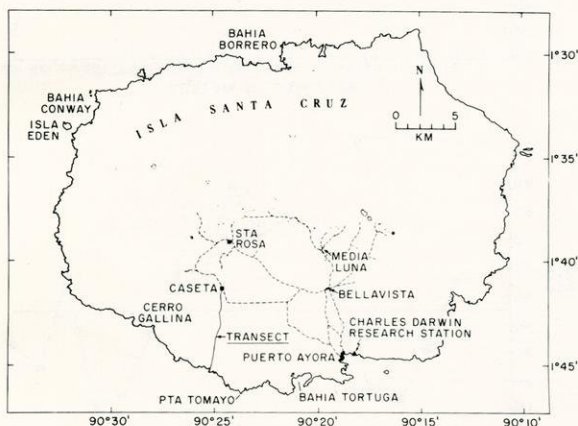 BAHIA
BORRERO
BAHIA
CONWAY
ISLA
EDEN
ISLA SANTA CRUZ
N
0 5
KM
1°30'
1°35'
1°40'
1°45'
STA
ROSA
MEDIA
LUNA
CASETA
BELLAVISTA
CERRO
GALLINA
TRANSECT
CHARLES DARWIN
RESEARCH STATION
PUERTO AYORA
PTA TOMAYO
BAHIA TORTUGA
90°30' 90°25' 90°20' 90°15' 90°10'